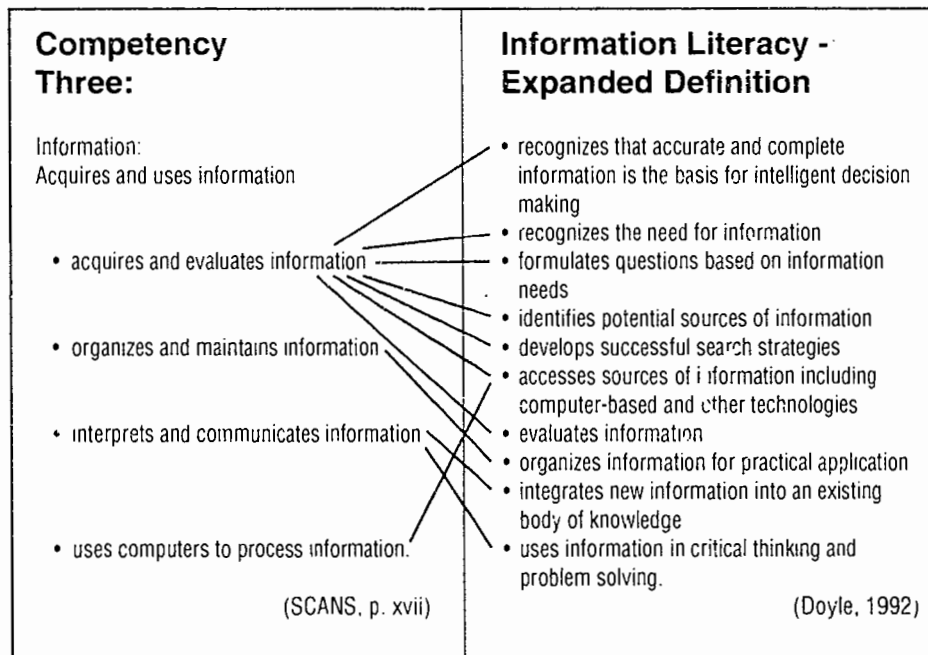 Competency
Three:
Information:
Acquires and uses information
• acquires and evaluates information
• organizes and maintains information
• interprets and communicates information
• uses computers to process information.
(SCANS, p. xvii)
Information Literacy -
Expanded Definition
• recognizes that accurate and complete
information is the basis for intelligent decision
making
• recognizes the need for information
• formulates questions based on information
needs
• identifies potential sources of information
• develops successful search strategies
• accesses sources of information including
computer-based and other technologies
• evaluates information
• organizes information for practical application
• integrates new information into an existing
body of knowledge
• uses information in critical thinking and
problem solving.
(Doyle, 1992)